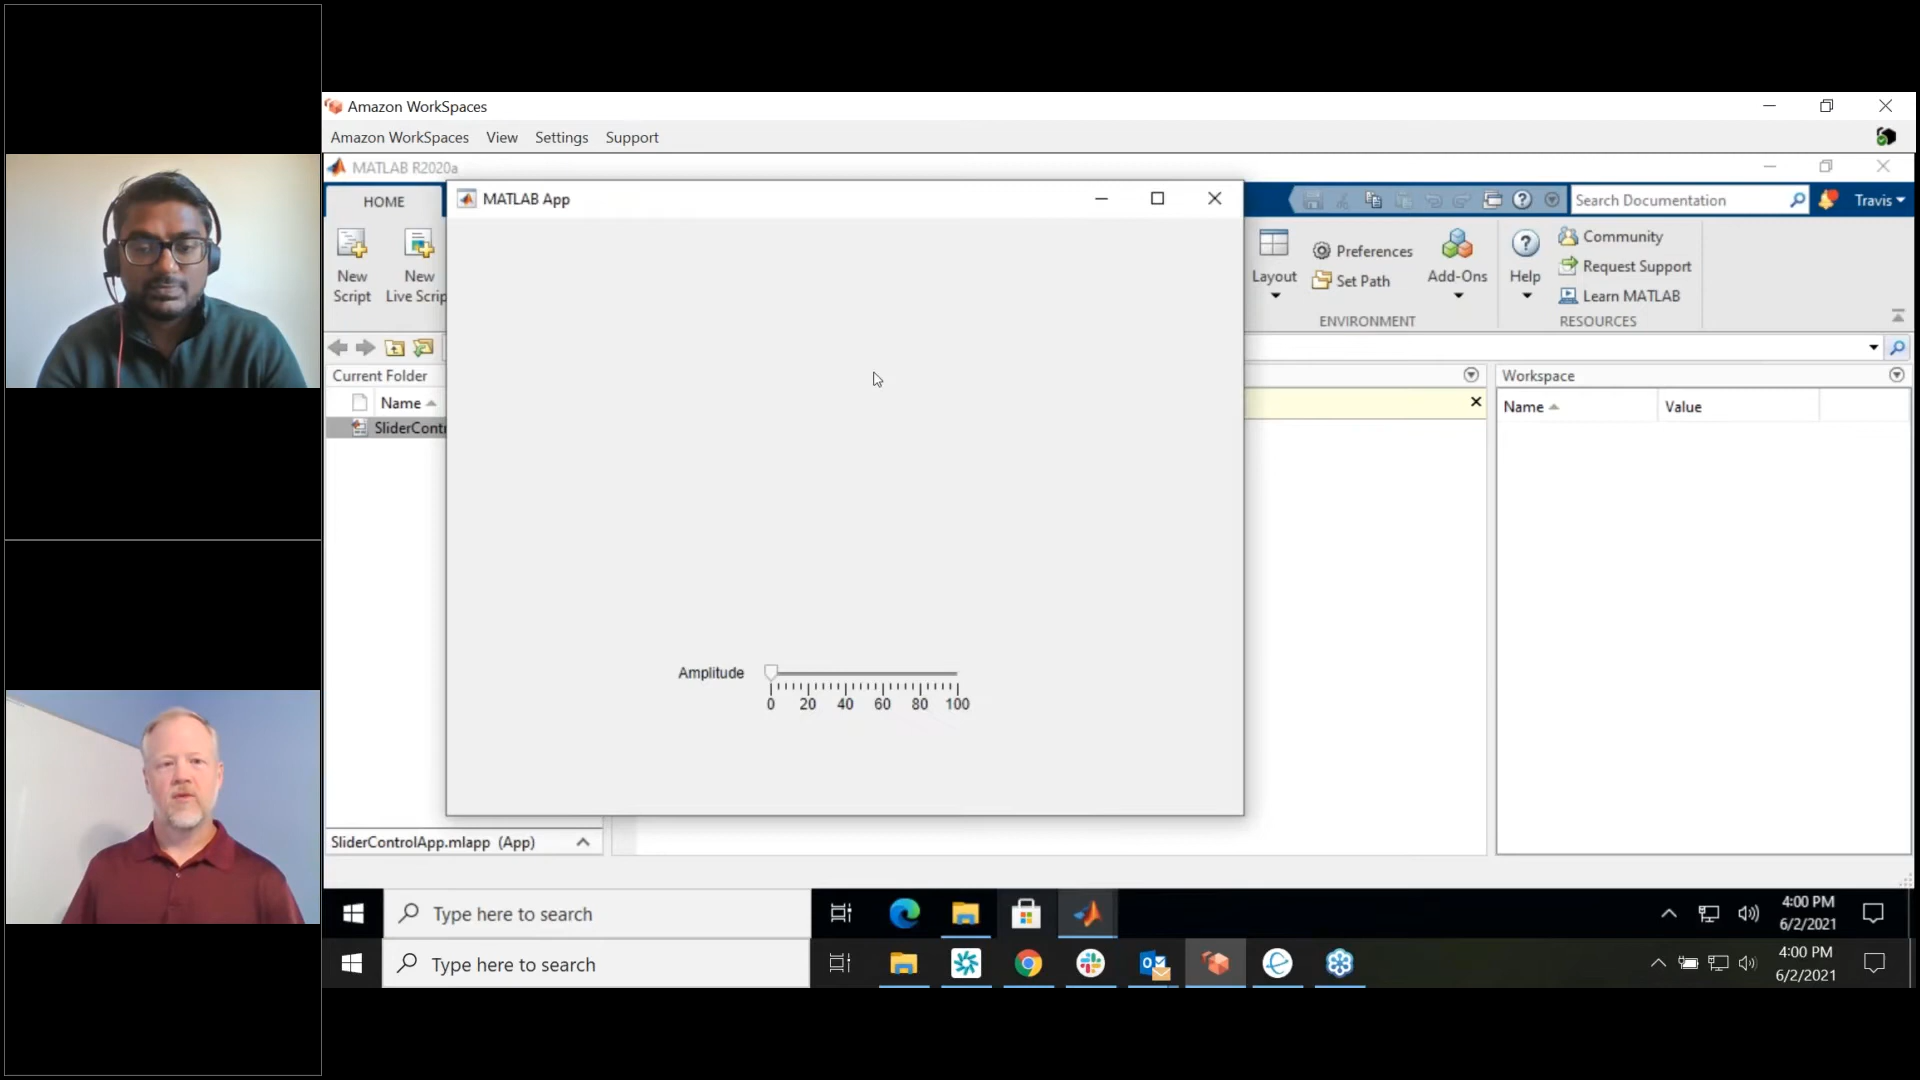 Amazon WorkSpaces
Amazon WorkSpaces View Settings Support
MATLAB R2020a
HOME
MATLAB App
Search Documentation
Travis
New Script
New Live Scrip
Layout
Preferences
Set Path
Add-Ons
Help
Community
Request Support
Learn MATLAB
ENVIRONMENT
RESOURCES
Current Folder
Workspace
Name
Name
Value
SliderContr
Amplitude
0 20 40 60 80 100
SliderControlApp.mlapp (App)
Type here to search
4:00 PM
6/2/2021
Type here to search
4:00 PM
6/2/2021